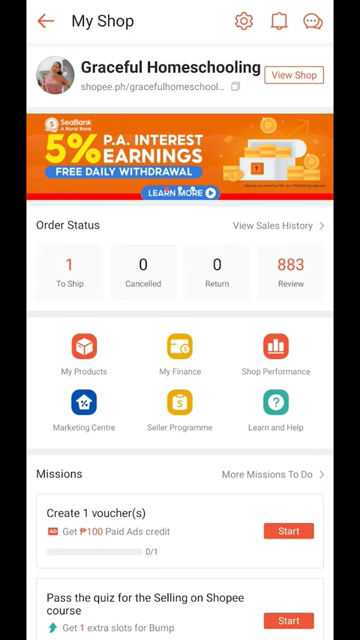 My Shop
Graceful Homeschooling
View Shop
shopee.ph/gracefulhomeschool...
SeaBank
A Rural Bank
5% P.A. INTEREST
EARNINGS
FREE DAILY WITHDRAWAL
LEARN MORE
Order Status
View Sales History
1
0
0
883
To Ship
Cancelled
Return
Review
My Products
My Finance
Shop Performance
Marketing Centre
Seller Programme
Learn and Help
Missions
More Missions To Do
Create 1 voucher(s)
AD Get ₱100 Paid Ads credit
Start
0/1
Pass the quiz for the Selling on Shopee
course
Get 1 extra slots for Bump
Start